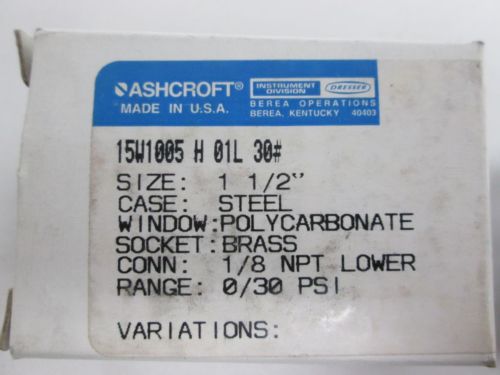 ASHCROFT®
MADE IN U.S.A.
INSTRUMENT
DIVISION
DRESSER
BEREA OPERATIONS
BEREA, KENTUCKY 40403
15W1005 H 01L 30#
SIZE: 1 1/2"
CASE: STEEL
WINDOW:POLYCARBONATE
SOCKET:BRASS
CONN: 1/8 NPT LOWER
RANGE: 0/30 PSI
VARIATIONS: